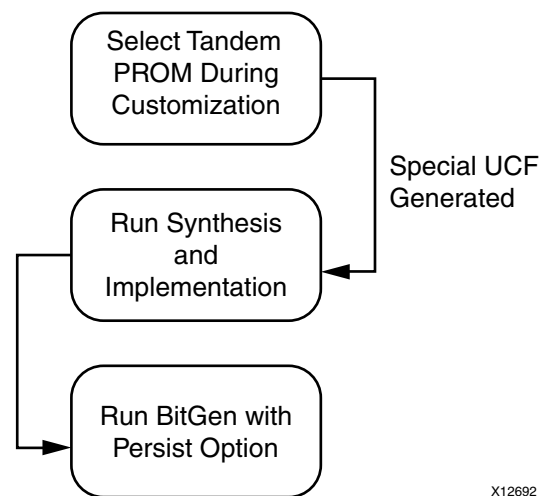 Select Tandem
PROM During
Customization
Special UCF
Generated
Run Synthesis
and
Implementation
Run BitGen with
Persist Option
X12692